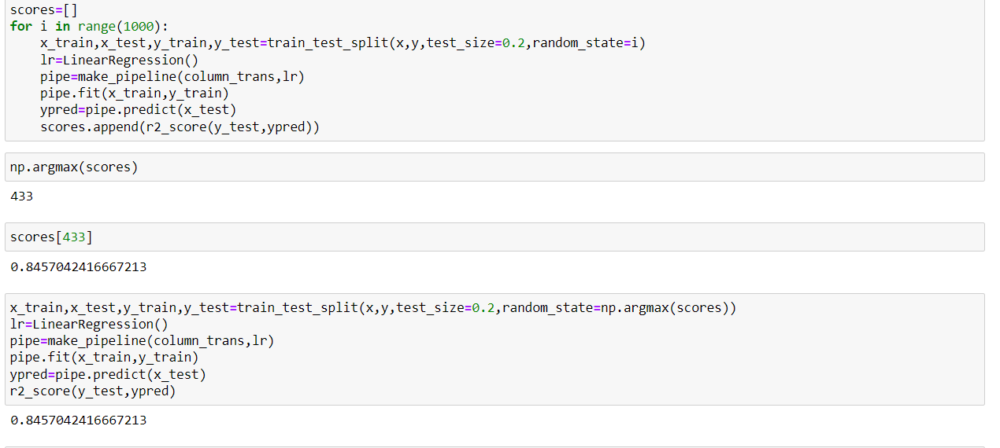 scores=[]
for i in range(1000):
    x_train,x_test,y_train,y_test=train_test_split(x,y,test_size=0.2,random_state=i)
    lr=LinearRegression()
    pipe=make_pipeline(column_trans,lr)
    pipe.fit(x_train,y_train)
    ypred=pipe.predict(x_test)
    scores.append(r2_score(y_test,ypred))
np.argmax(scores)
433
scores[433]
0.8457042416667213
x_train,x_test,y_train,y_test=train_test_split(x,y,test_size=0.2,random_state=np.argmax(scores))
lr=LinearRegression()
pipe=make_pipeline(column_trans,lr)
pipe.fit(x_train,y_train)
ypred=pipe.predict(x_test)
r2_score(y_test,ypred)
0.8457042416667213